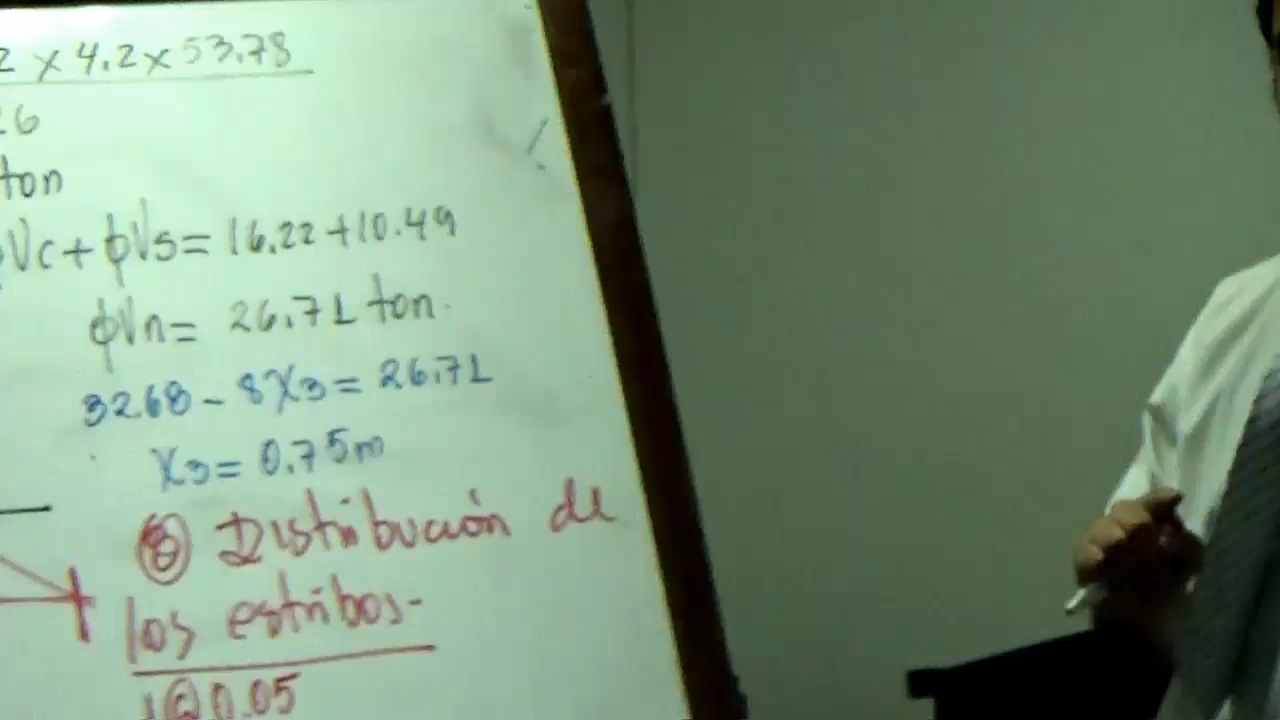 2 x 4.2 x 53.78
26
ton
Vc + ϕVs = 16.22 + 10.49
ϕVn = 26.71 ton.
3268 - 8X3 = 26.71
X3 = 0.75m
⑧ Distribución de
los estribos.-
1@0.05